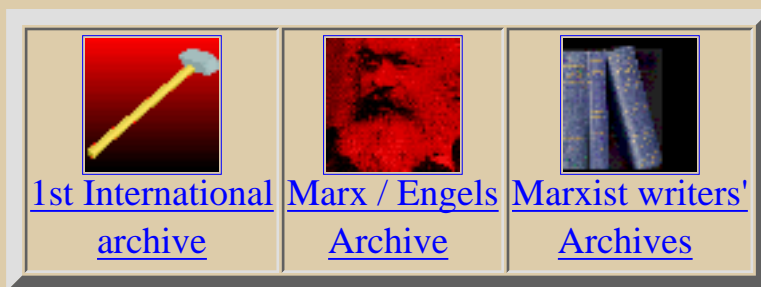 1st International
archive
Marx / Engels
Archive
Marxist writers'
Archives